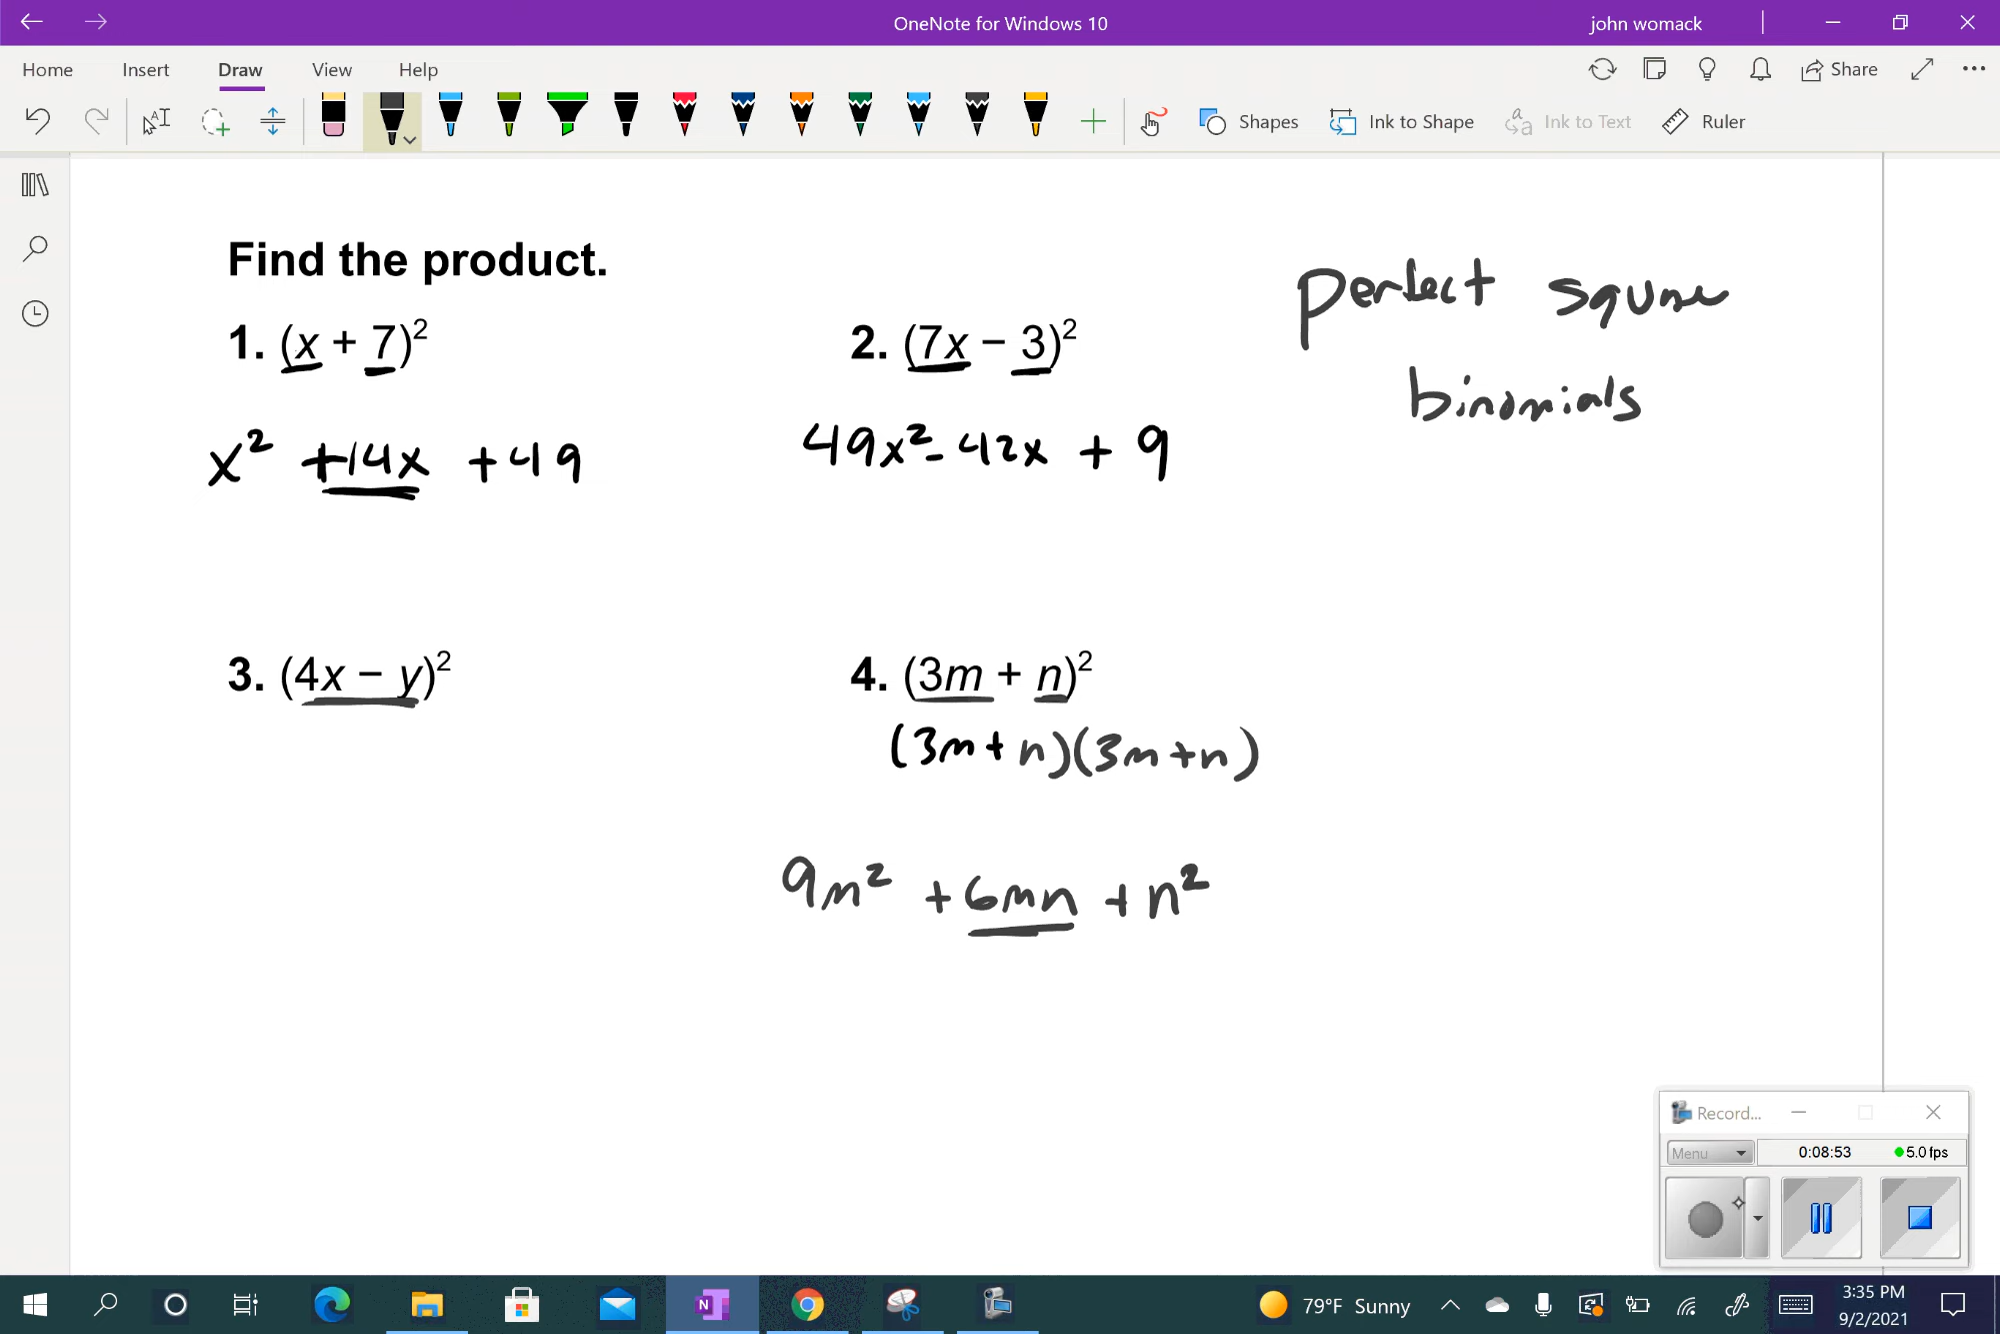 OneNote for Windows 10
john womack
Home Insert Draw View Help
Share
Shapes Ink to Shape Ink to Text Ruler
Find the product.
perfect square
binomials
1. (x + 7)²
2. (7x − 3)²
x² +14x +49
49x² - 42x + 9
3. (4x − y)²
4. (3m + n)²
(3m + n)(3m + n)
9m² + 6mn + n²
Record...
Menu 0:08:53 5.0 fps
79°F Sunny
3:35 PM
9/2/2021